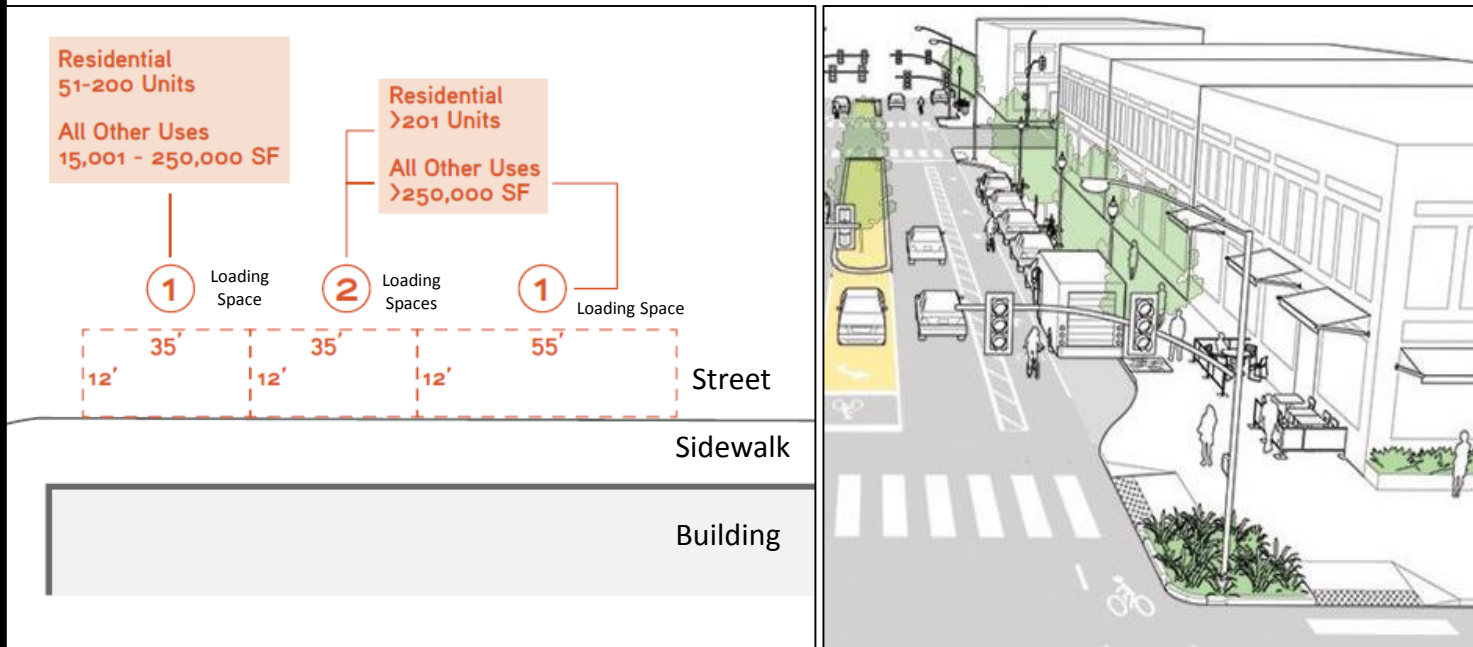 Residential
51-200 Units
All Other Uses
15,001 - 250,000 SF
Residential
>201 Units
All Other Uses
>250,000 SF
1
Loading
Space
2
Loading
Spaces
1
Loading Space
35′
35′
55′
12′
12′
12′
Street
Sidewalk
Building